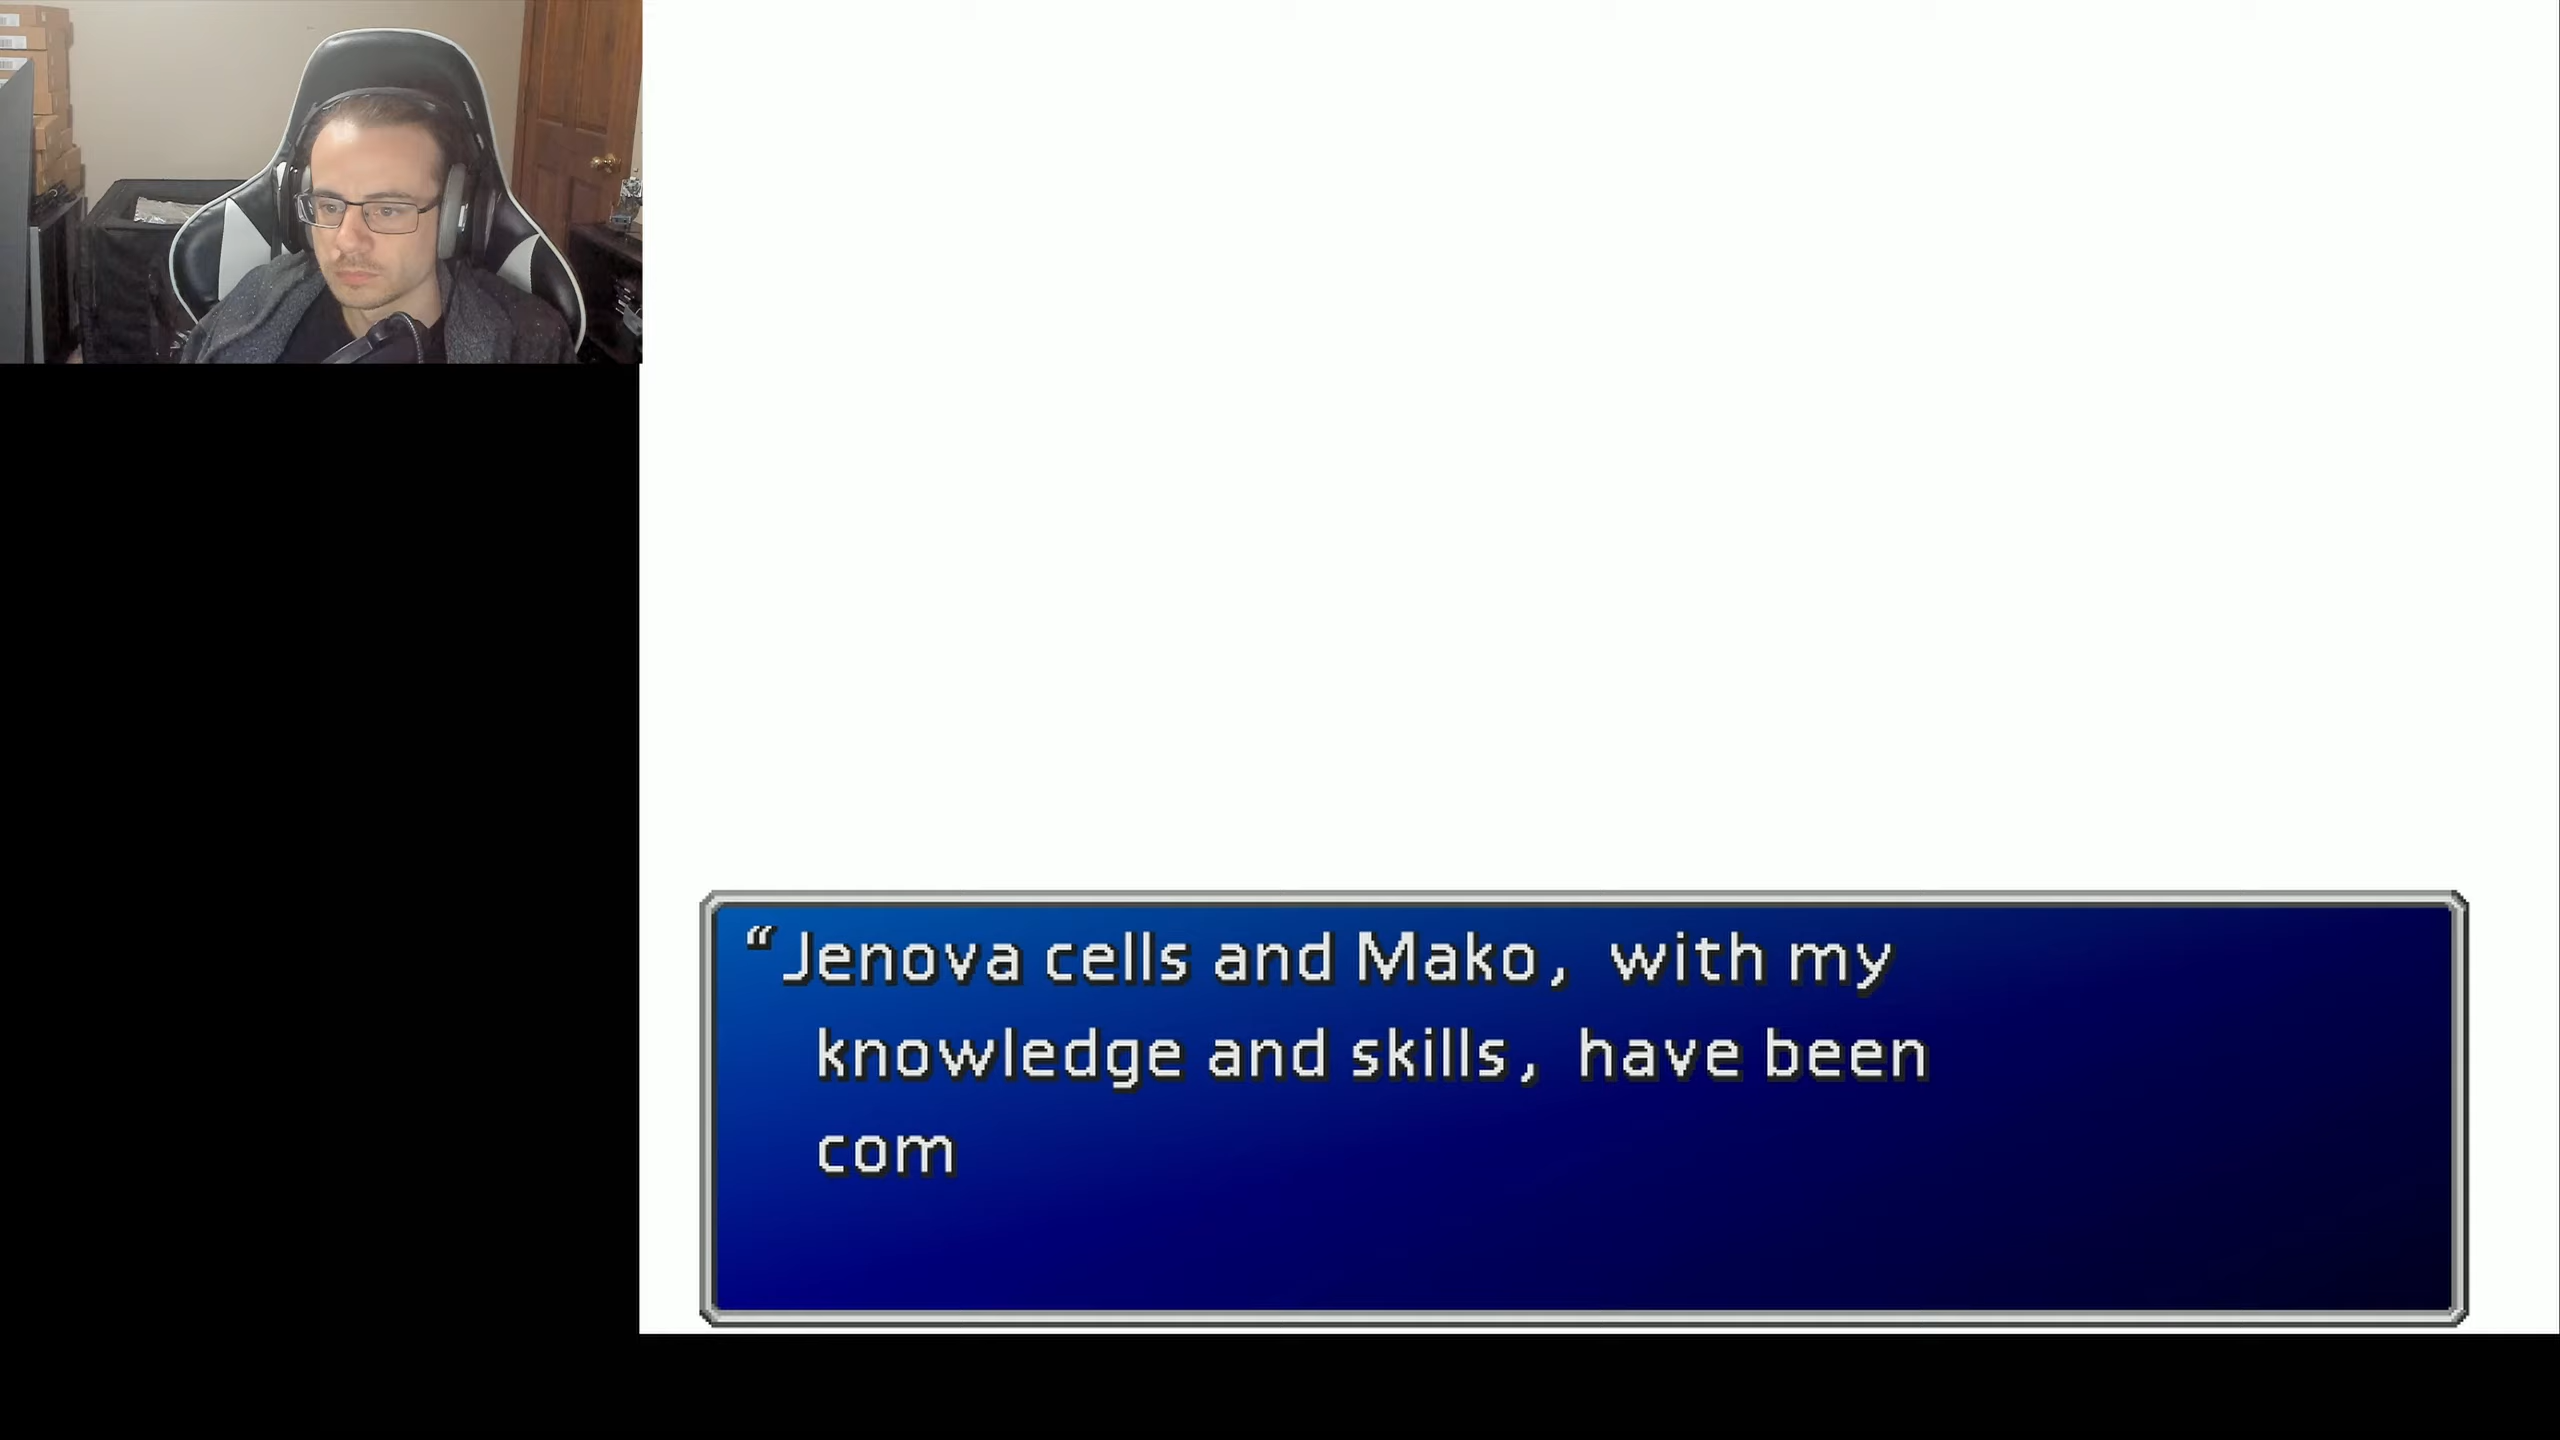 “Jenova cells and Mako, with my
knowledge and skills, have been
com